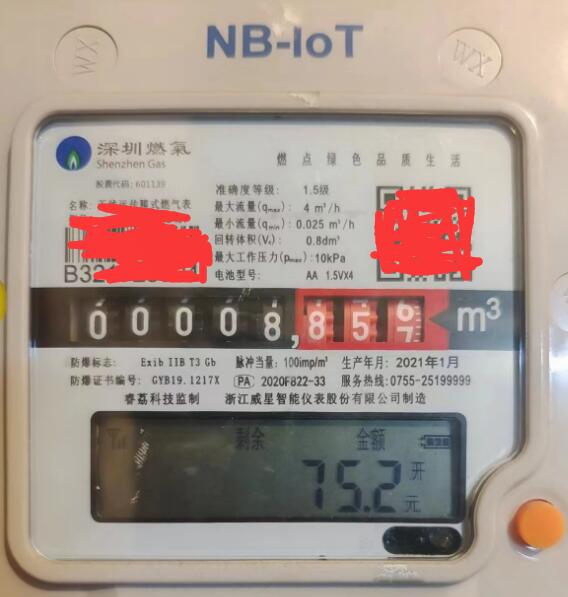 NB-IoT
WX
WX
深圳燃氣
Shenzhen Gas
股票代码：601139
燃点绿色品质生活
名称：
燃气表
准确度等级：1.5级
最大流量(qmax)：4 m³/h
最小流量(qmin)：0.025 m³/h
回转体积(Vc)：0.8dm³
最大工作压力(pmax)：10kPa
电池型号：AA 1.5VX4
00008,85 m³
防爆标志：Exib IIB T3 Gb 脉冲当量：100imp/m³ 生产年月：2021年1月
防爆证书编号：GYB19.1217X PA 2020F822-33 服务热线：0755-25199999
睿荔科技监制 浙江威星智能仪表股份有限公司制造
剩余 金额
75.2 开
元